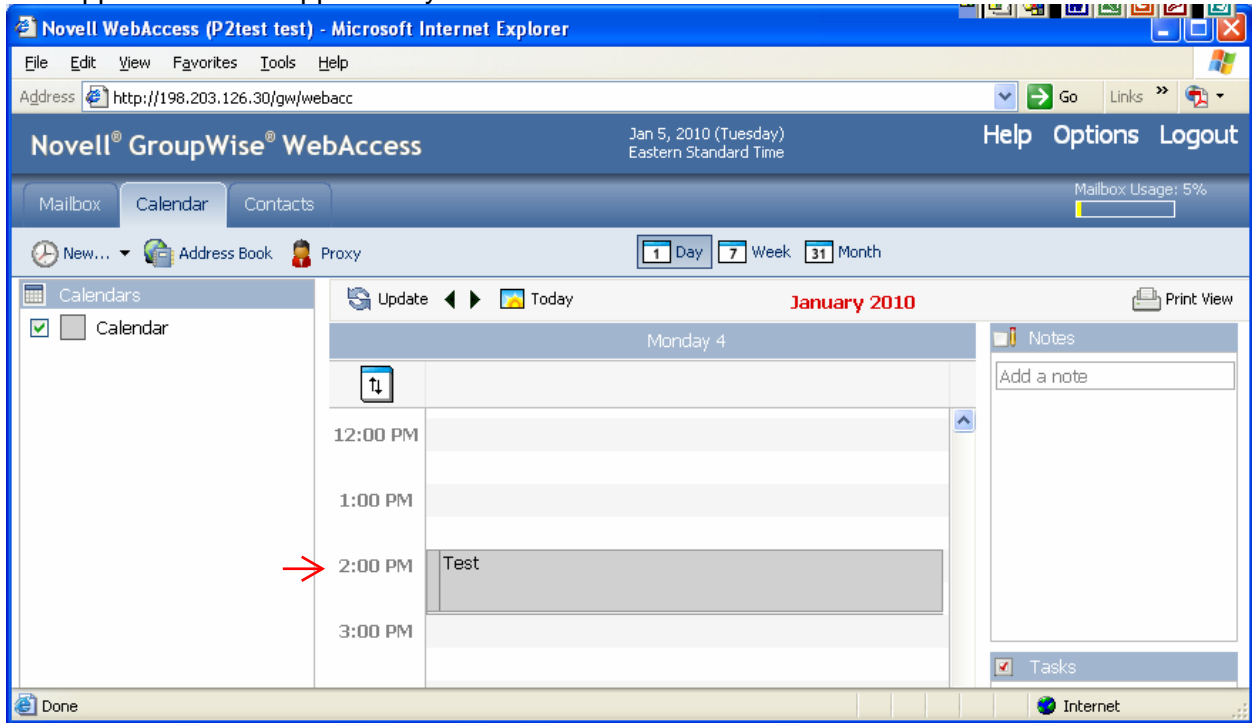 Novell WebAccess (P2test test) - Microsoft Internet Explorer
File Edit View Favorites Tools Help
Address http://198.203.126.30/gw/webacc Go Links »
Novell® GroupWise® WebAccess
Jan 5, 2010 (Tuesday)
Eastern Standard Time
Help Options Logout
Mailbox Calendar Contacts
Mailbox Usage: 5%
New... Address Book Proxy
1 Day 7 Week 31 Month
Calendars
Calendar
Update Today January 2010 Print View
Monday 4
Notes
Add a note
12:00 PM
1:00 PM
2:00 PM Test
3:00 PM
Tasks
Done Internet